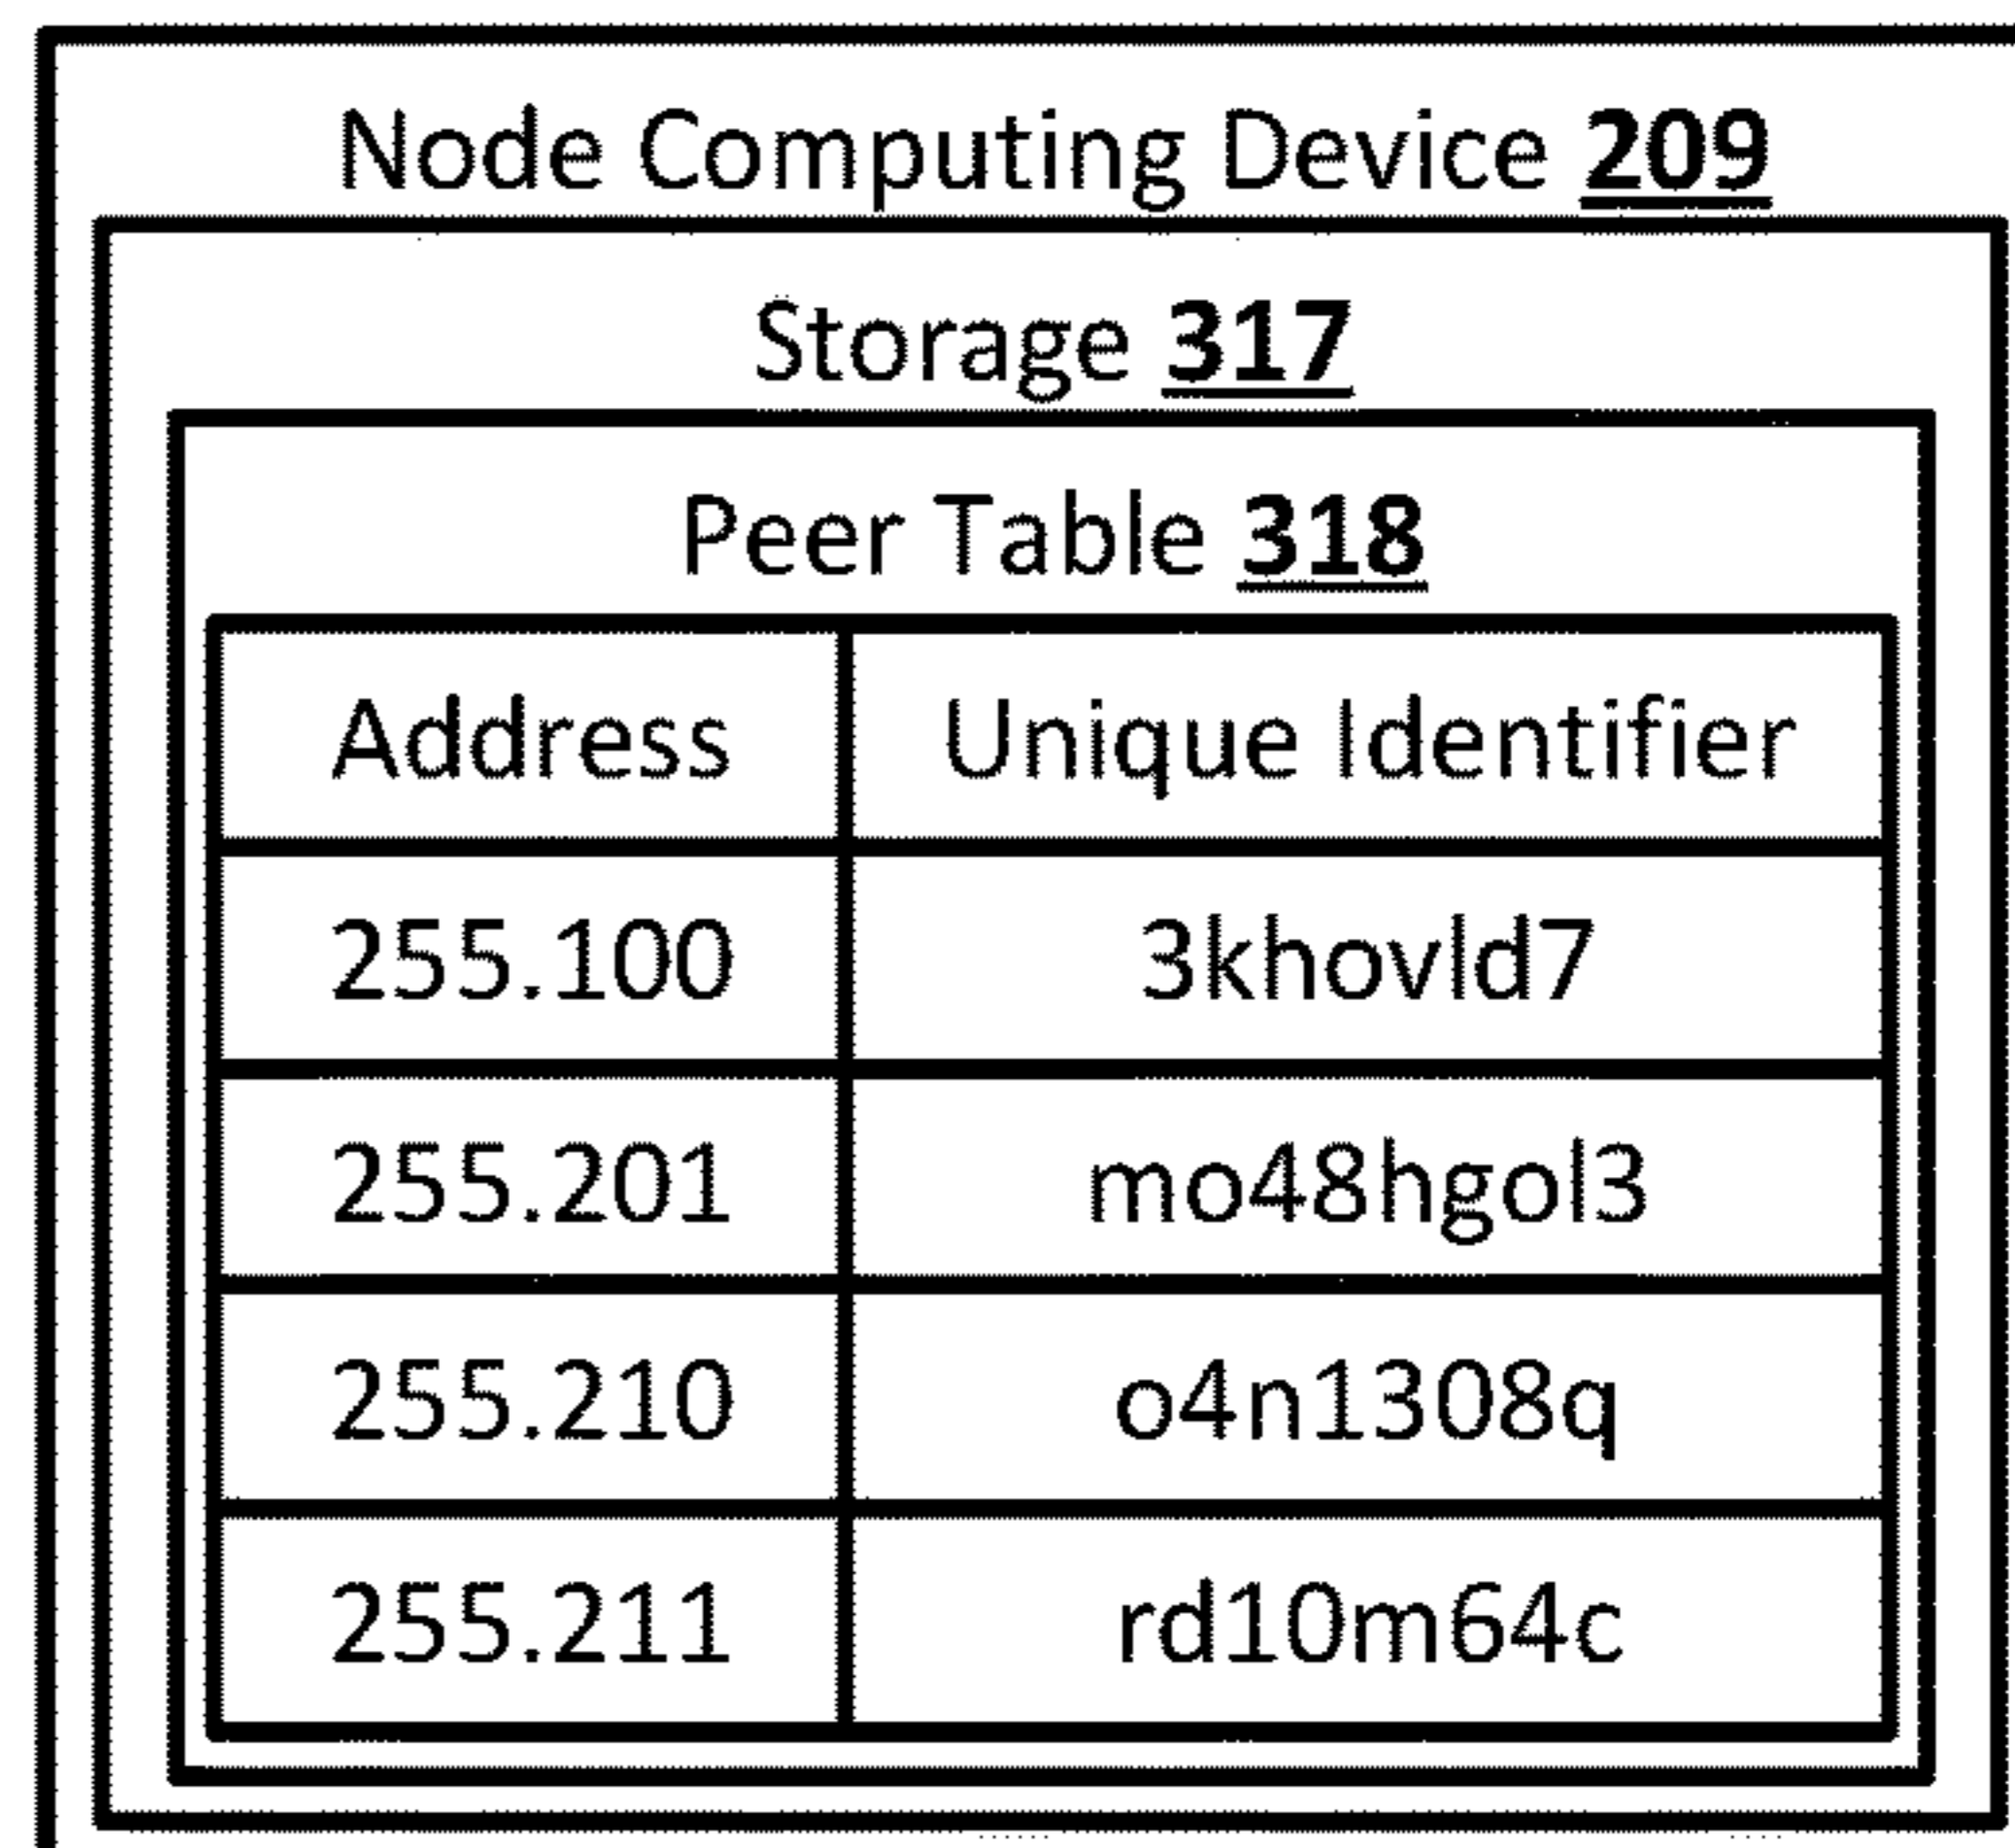 Node Computing Device 209
Storage 317
Peer Table 318
Address Unique Identifier
255.100 3khovld7
255.201 mo48hgol3
255.210 o4n1308q
255.211 rd10m64c